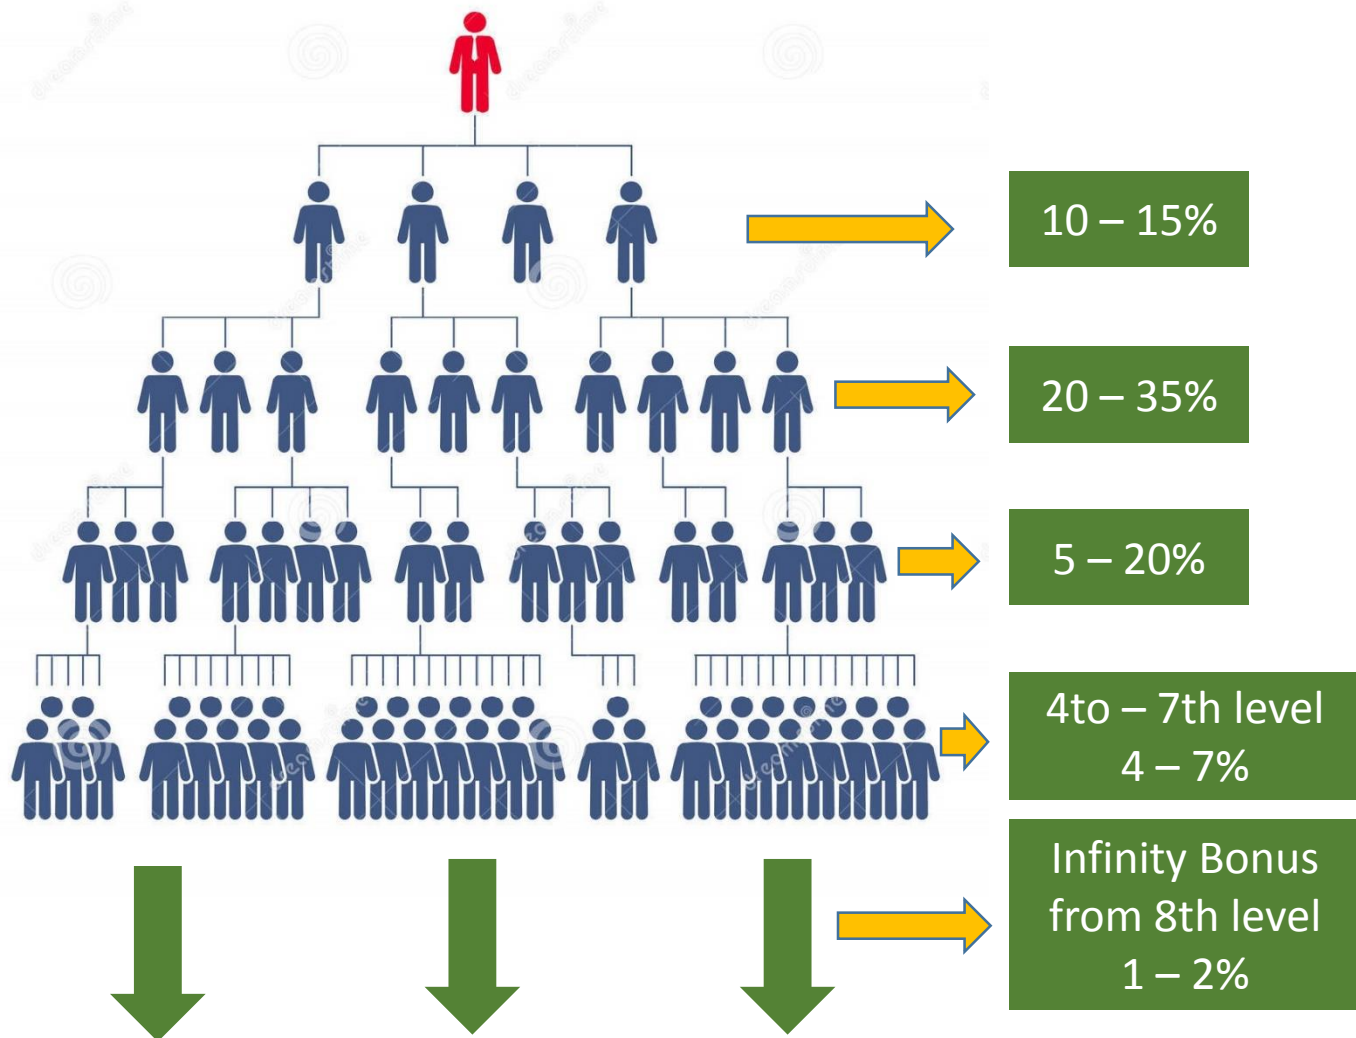 10 – 15%
20 – 35%
5 – 20%
4to – 7th level
4 – 7%
Infinity Bonus
from 8th level
1 – 2%